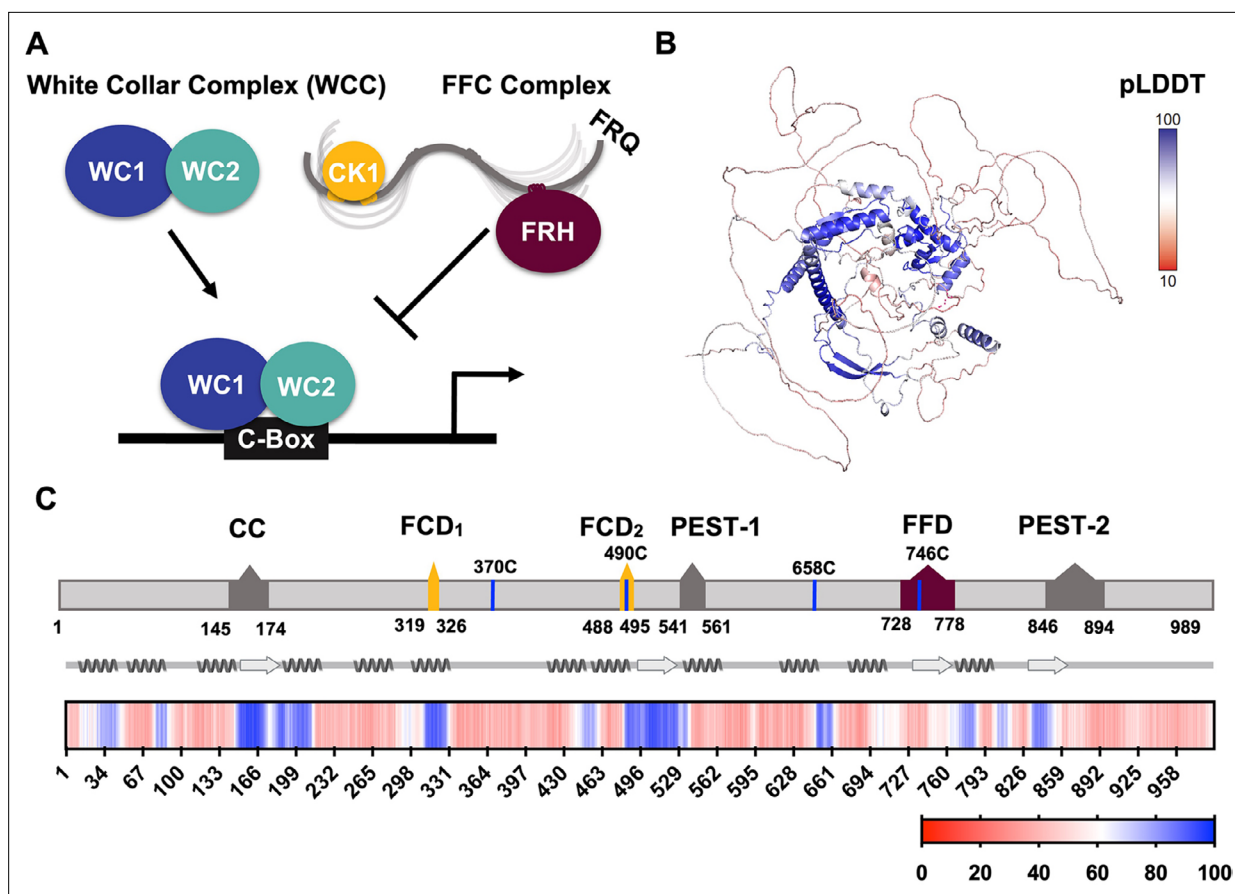 A
White Collar Complex (WCC)
FFC Complex
WC1
WC2
CK1
FRQ
FRH
WC1
WC2
C-Box
B
pLDDT
100
10
C
CC
FCD₁
FCD₂
PEST-1
FFD
PEST-2
370C
490C
658C
746C
1
145
174
319
326
488
495
541
561
728
778
846
894
989
1
34
67
100
133
166
199
232
265
298
331
364
397
430
463
496
529
562
595
628
661
694
727
760
793
826
859
892
925
958
0
20
40
60
80
100